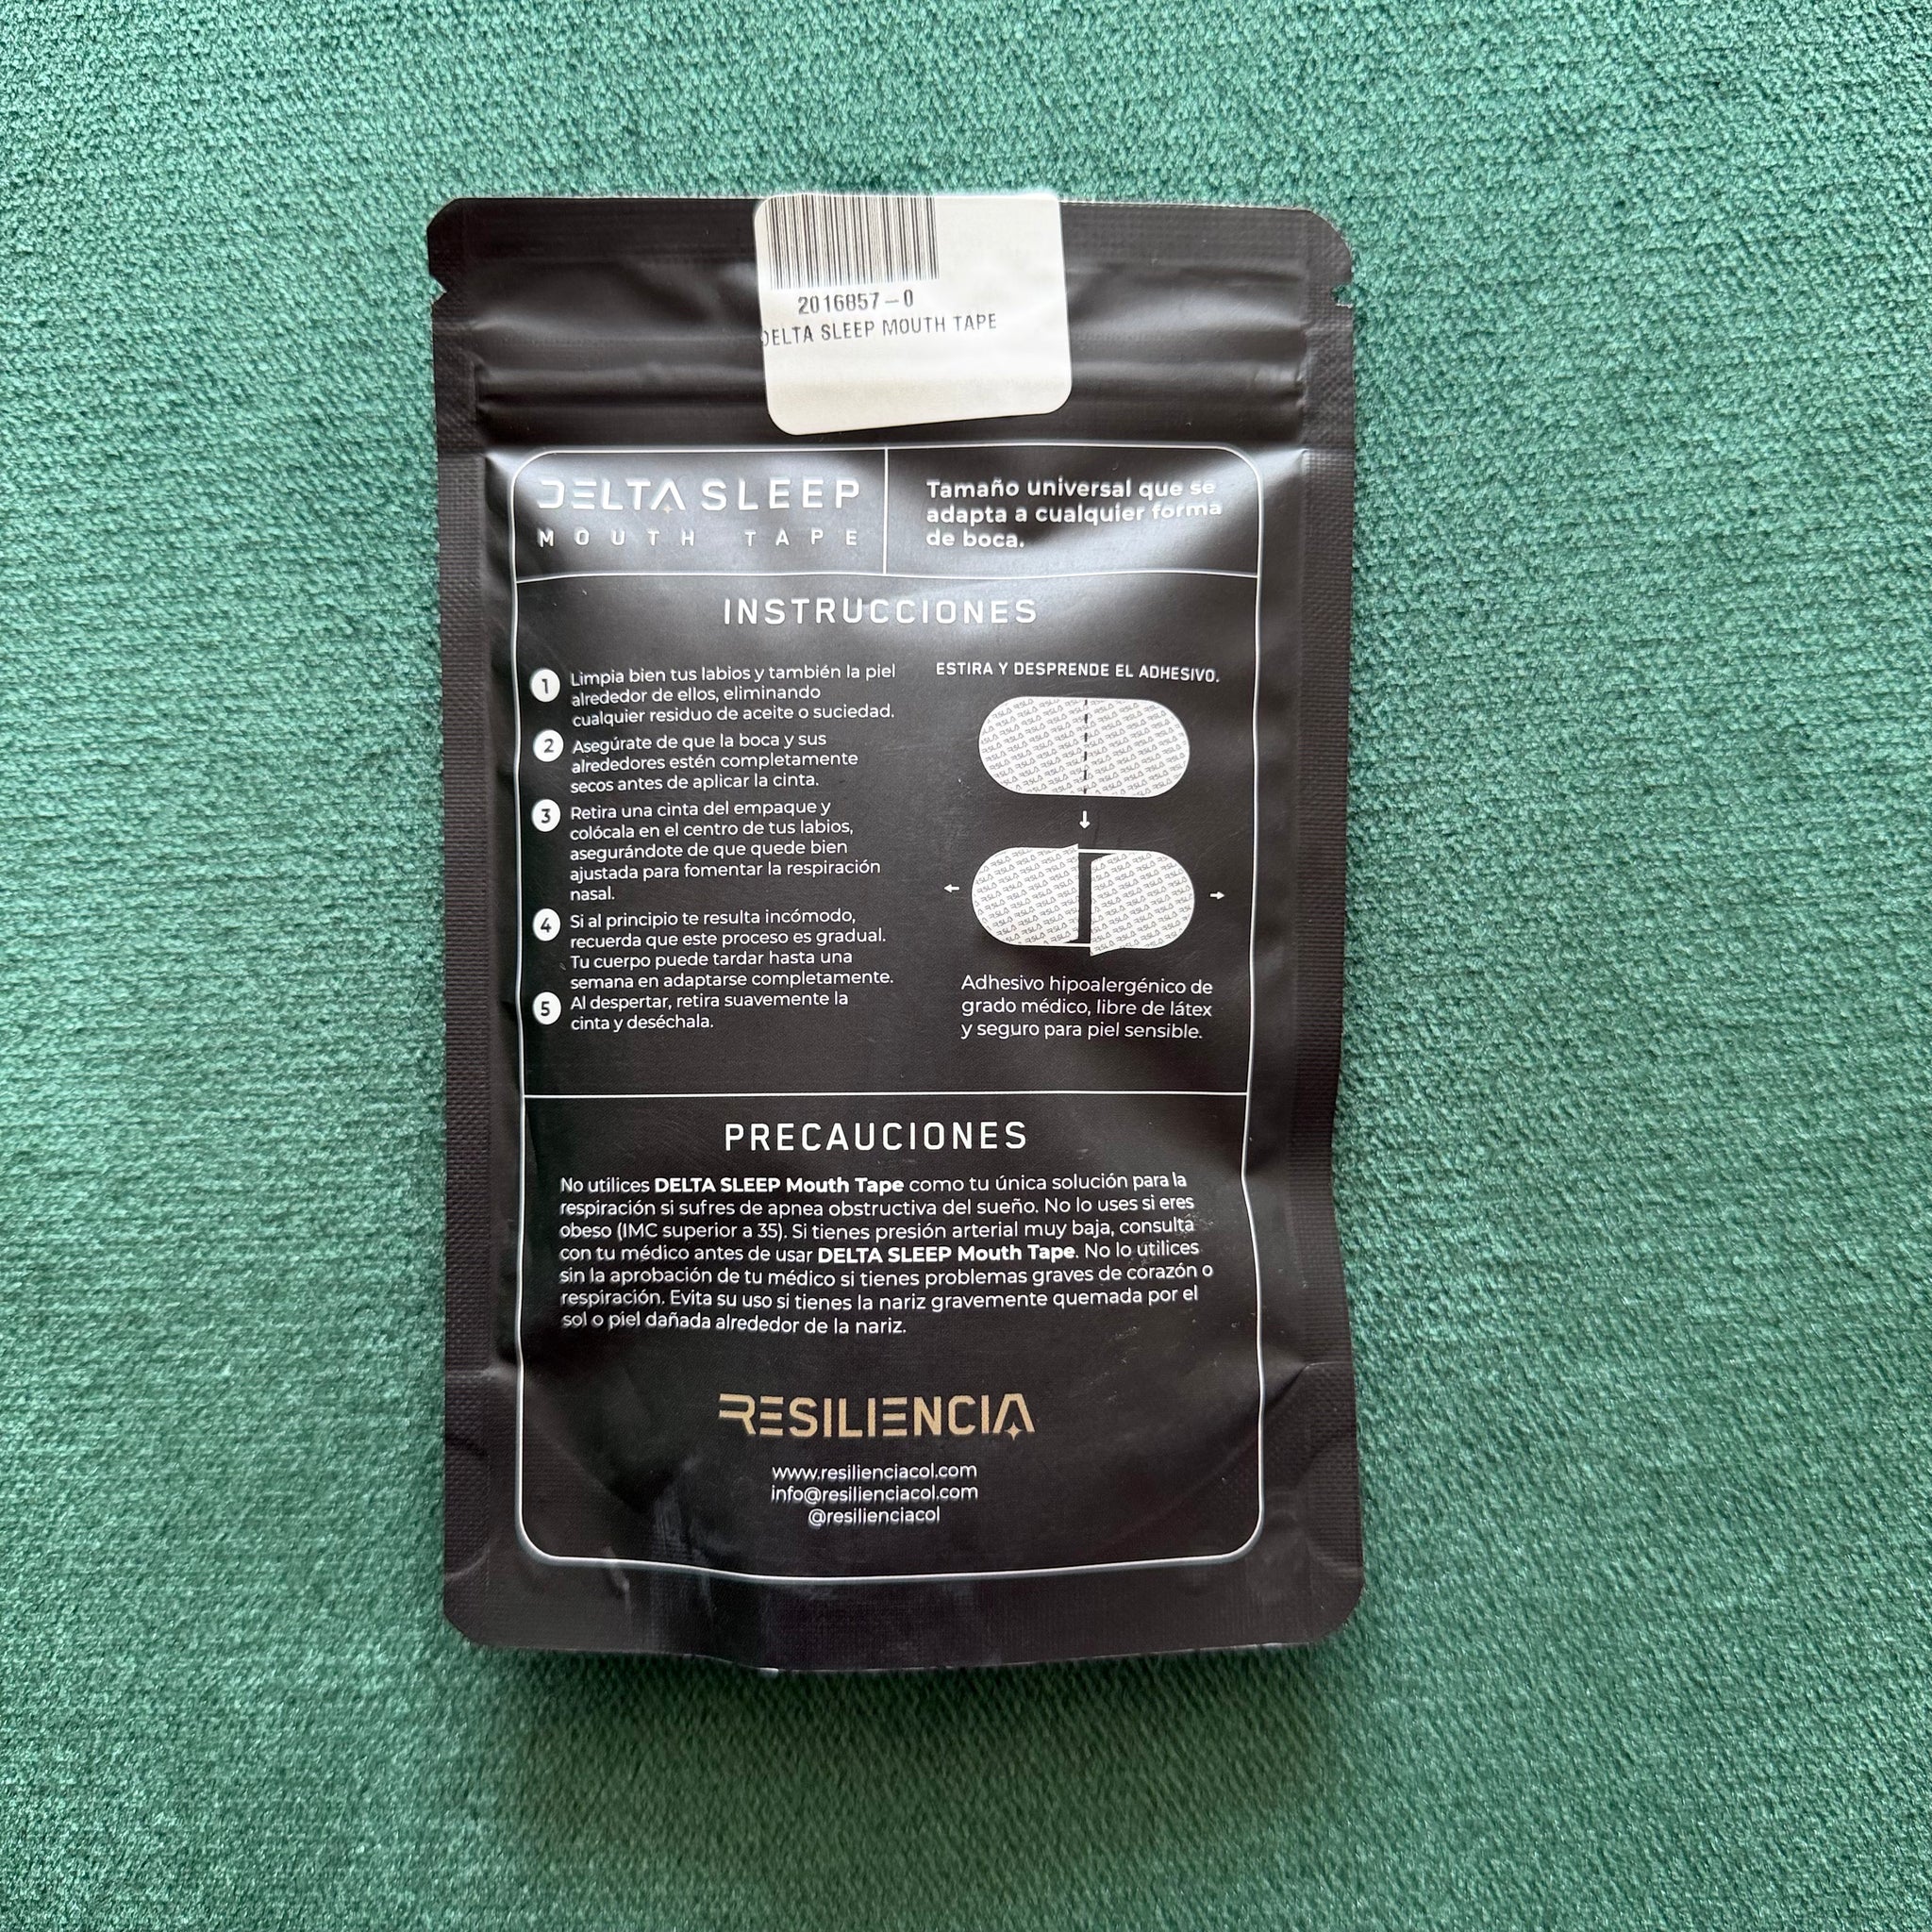 2016857-0
DELTA SLEEP MOUTH TAPE
DELTA SLEEP
MOUTH TAPE
Tamaño universal que se
adapta a cualquier forma
de boca.
INSTRUCCIONES
1 Limpia bien tus labios y también la piel
alrededor de ellos, eliminando
cualquier residuo de aceite o suciedad.
2 Asegúrate de que la boca y sus
alrededores estén completamente
secos antes de aplicar la cinta.
3 Retira una cinta del empaque y
colócala en el centro de tus labios,
asegurándote de que quede bien
ajustada para fomentar la respiración
nasal.
4 Si al principio te resulta incómodo,
recuerda que este proceso es gradual.
Tu cuerpo puede tardar hasta una
semana en adaptarse completamente.
5 Al despertar, retira suavemente la
cinta y deséchala.
ESTIRA Y DESPRENDE EL ADHESIVO.
Adhesivo hipoalergénico de
grado médico, libre de látex
y seguro para piel sensible.
PRECAUCIONES
No utilices DELTA SLEEP Mouth Tape como tu única solución para la
respiración si sufres de apnea obstructiva del sueño. No lo uses si eres
obeso (IMC superior a 35). Si tienes presión arterial muy baja, consulta
con tu médico antes de usar DELTA SLEEP Mouth Tape. No lo utilices
sin la aprobación de tu médico si tienes problemas graves de corazón o
respiración. Evita su uso si tienes la nariz gravemente quemada por el
sol o piel dañada alrededor de la nariz.
RESILIENCIA
www.resilienciacol.com
info@resilienciacol.com
@resilienciacol